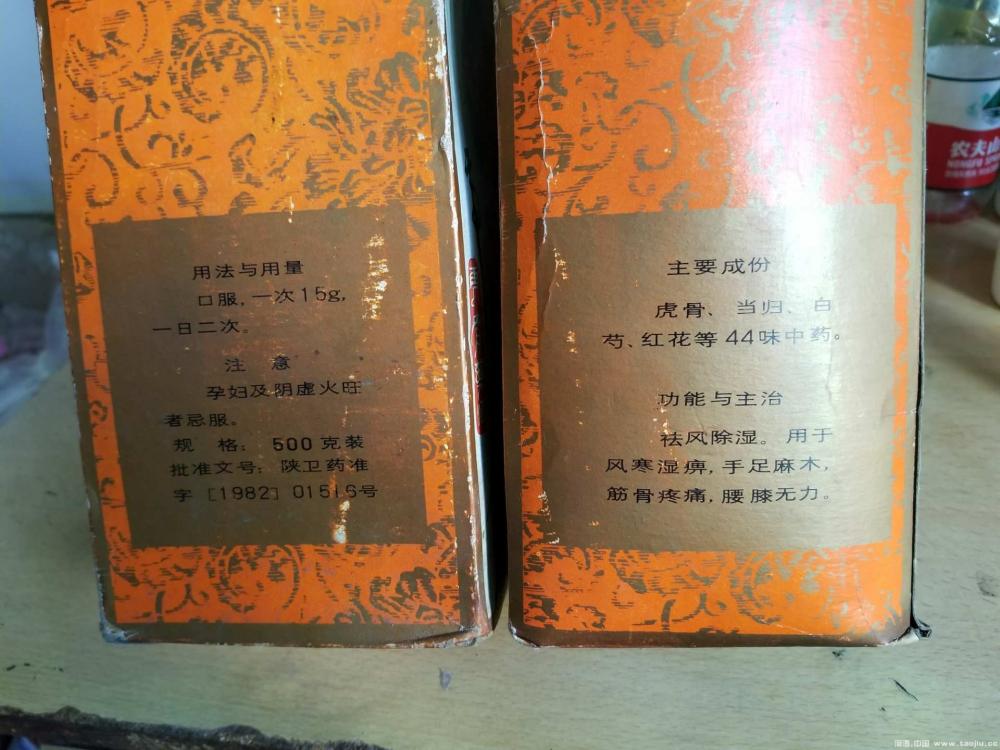 用法与用量
口服,一次15g,
一日二次。
注 意
孕妇及阴虚火旺
者忌服。
规 格: 500克装
批准文号: 陕卫药准
字[1982] 01516号
主要成份
虎骨、当归、白
芍、红花等44味中药。
功能与主治
祛风除湿。用于
风寒湿痹,手足麻木,
筋骨疼痛,腰膝无力。
农夫山
NONGFU
www.taojiu.cc